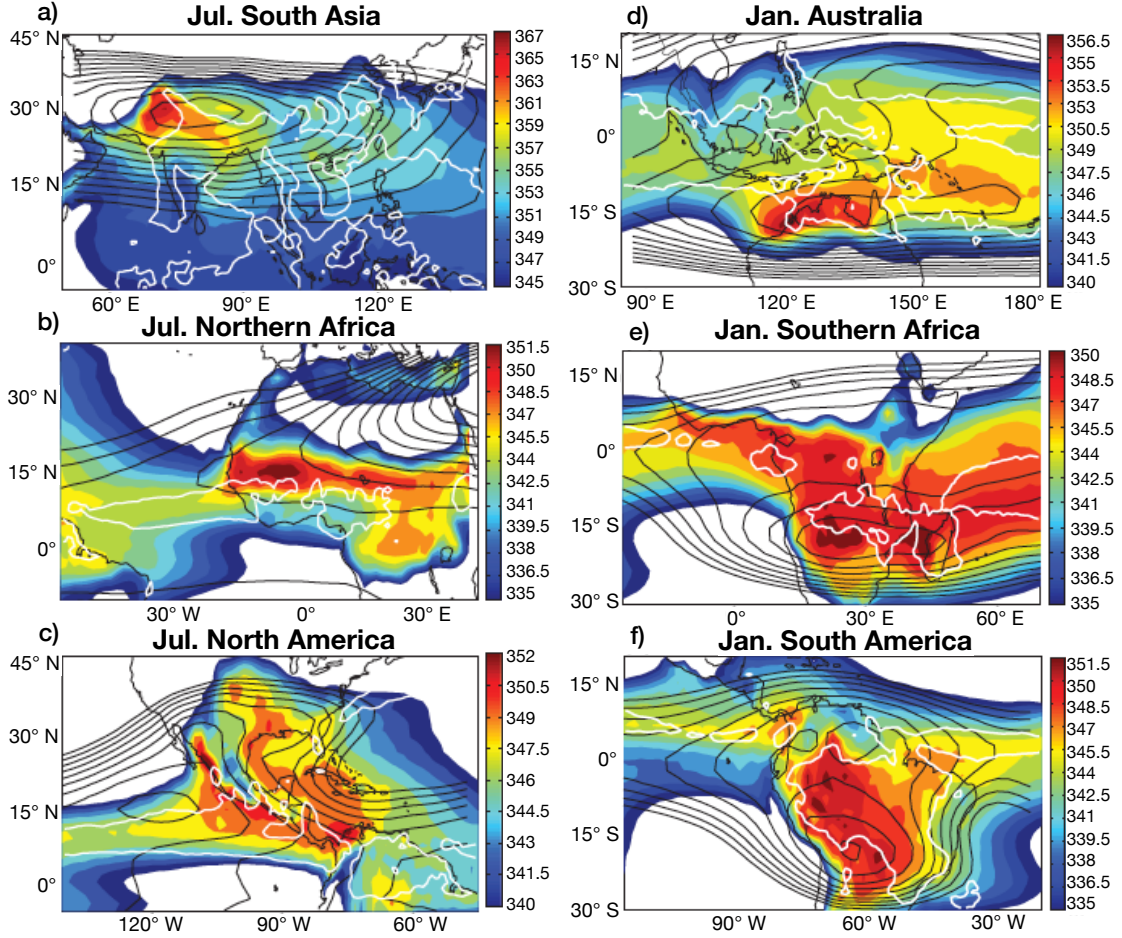 a)
Jul. South Asia
45° N
30° N
15° N
0°
60° E
90° E
120° E
367
365
363
361
359
357
355
353
351
349
347
345
b)
Jul. Northern Africa
30° N
15° N
0°
30° W
0°
30° E
351.5
350
348.5
347
345.5
344
342.5
341
339.5
338
336.5
335
c)
Jul. North America
45° N
30° N
15° N
0°
120° W
90° W
60° W
352
350.5
349
347.5
346
344.5
343
341.5
340
d)
Jan. Australia
15° N
0°
15° S
30° S
90° E
120° E
150° E
180° E
356.5
355
353.5
352
350.5
349
347.5
346
344.5
343
341.5
340
e)
Jan. Southern Africa
15° N
0°
15° S
30° S
0°
30° E
60° E
350
348.5
347
345.5
344
342.5
341
339.5
338
336.5
335
f)
Jan. South America
15° N
0°
15° S
30° S
90° W
60° W
30° W
351.5
350
348.5
347
345.5
344
342.5
341
339.5
338
336.5
335